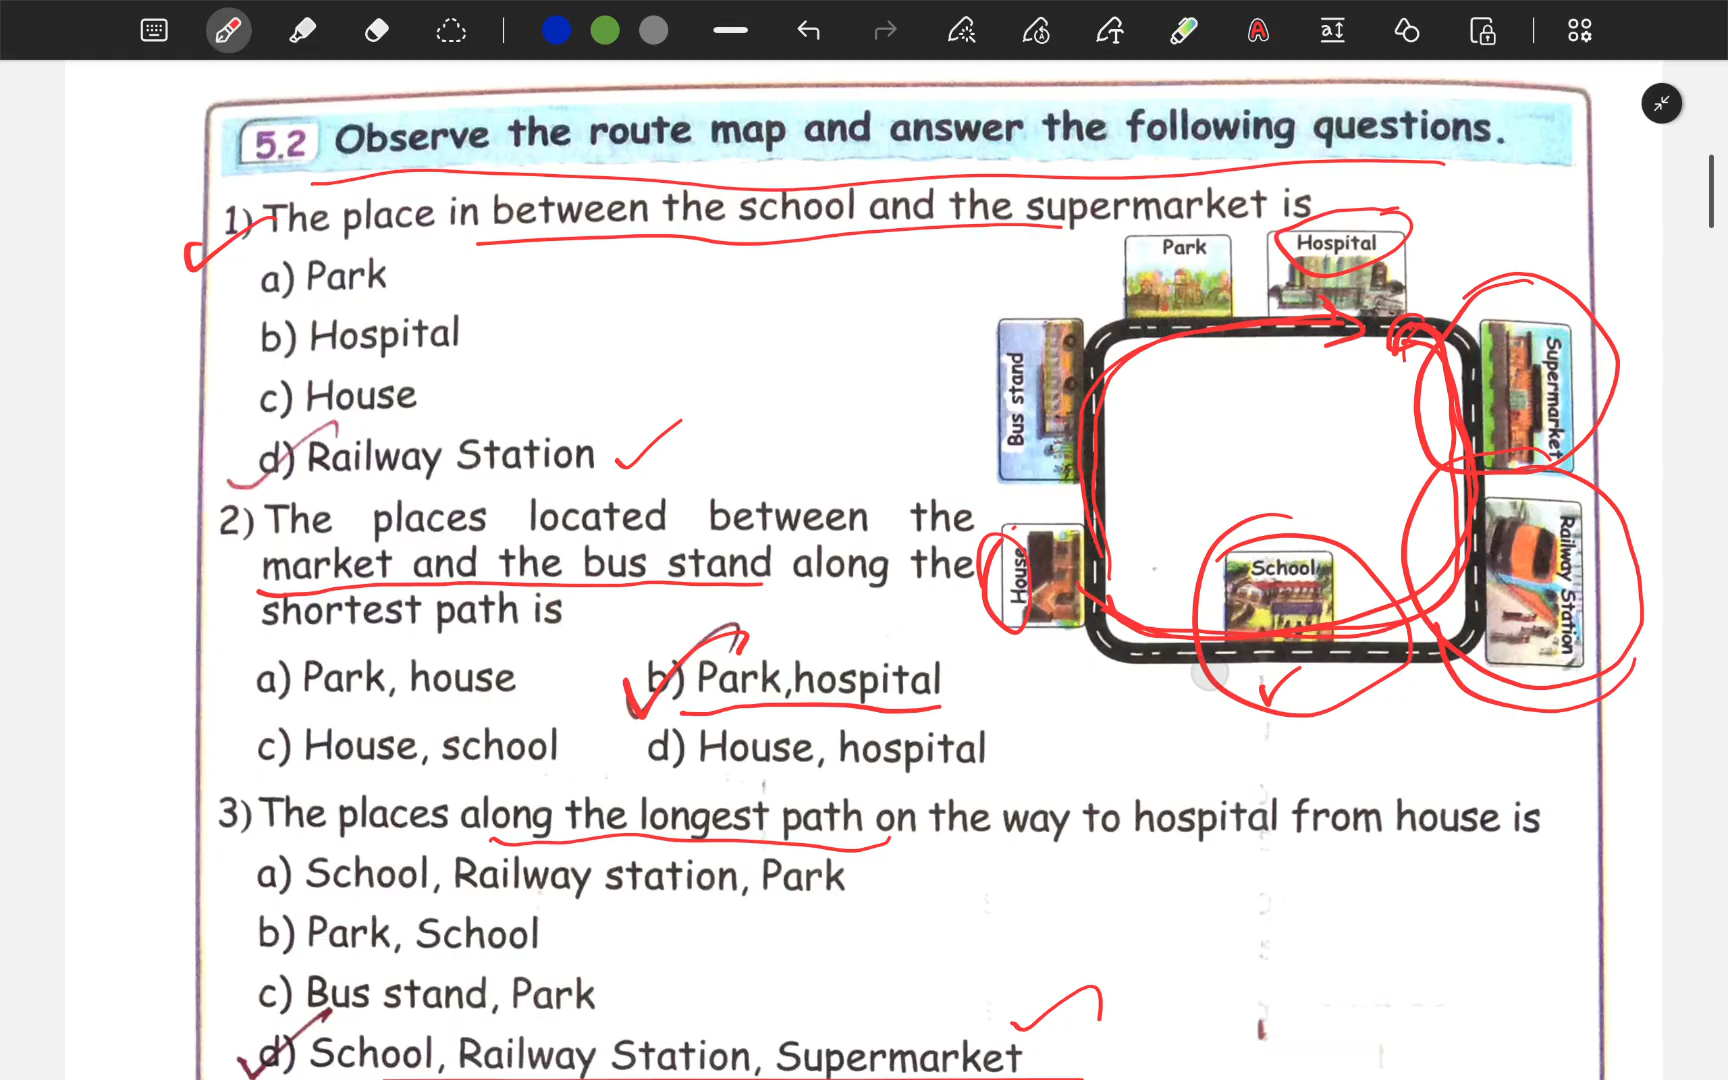 5.2 Observe the route map and answer the following questions.
1) The place in between the school and the supermarket is
a) Park
b) Hospital
c) House
d) Railway Station
2) The places located between the
market and the bus stand along the
shortest path is
a) Park, house b) Park,hospital
c) House, school d) House, hospital
Park
Hospital
Bus stand
Supermarket
House
School
Railway Station
3) The places along the longest path on the way to hospital from house is
a) School, Railway station, Park
b) Park, School
c) Bus stand, Park
d) School, Railway Station, Supermarket